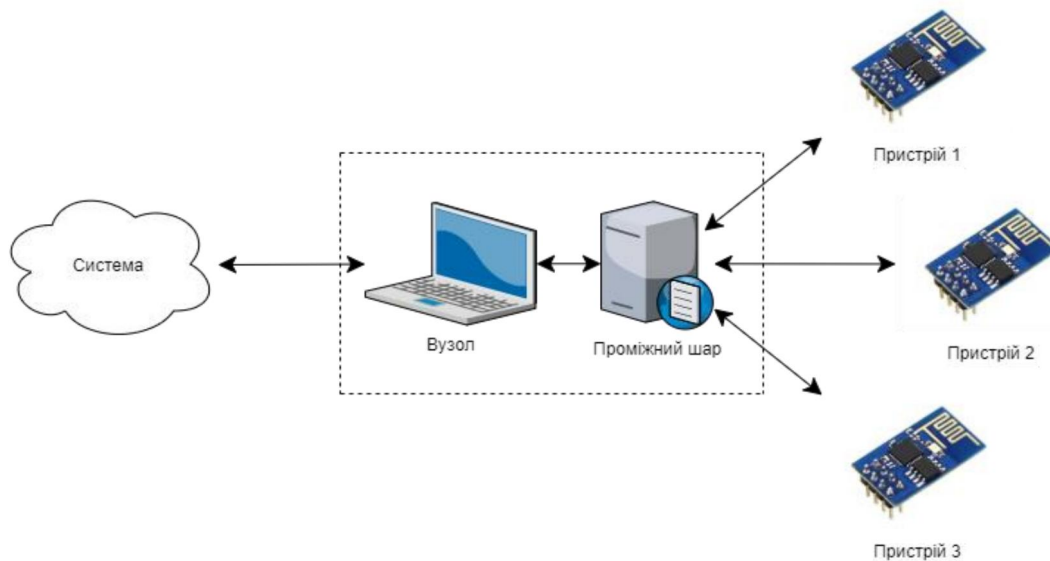 Система
Вузол
Проміжний шар
Пристрій 1
Пристрій 2
Пристрій 3